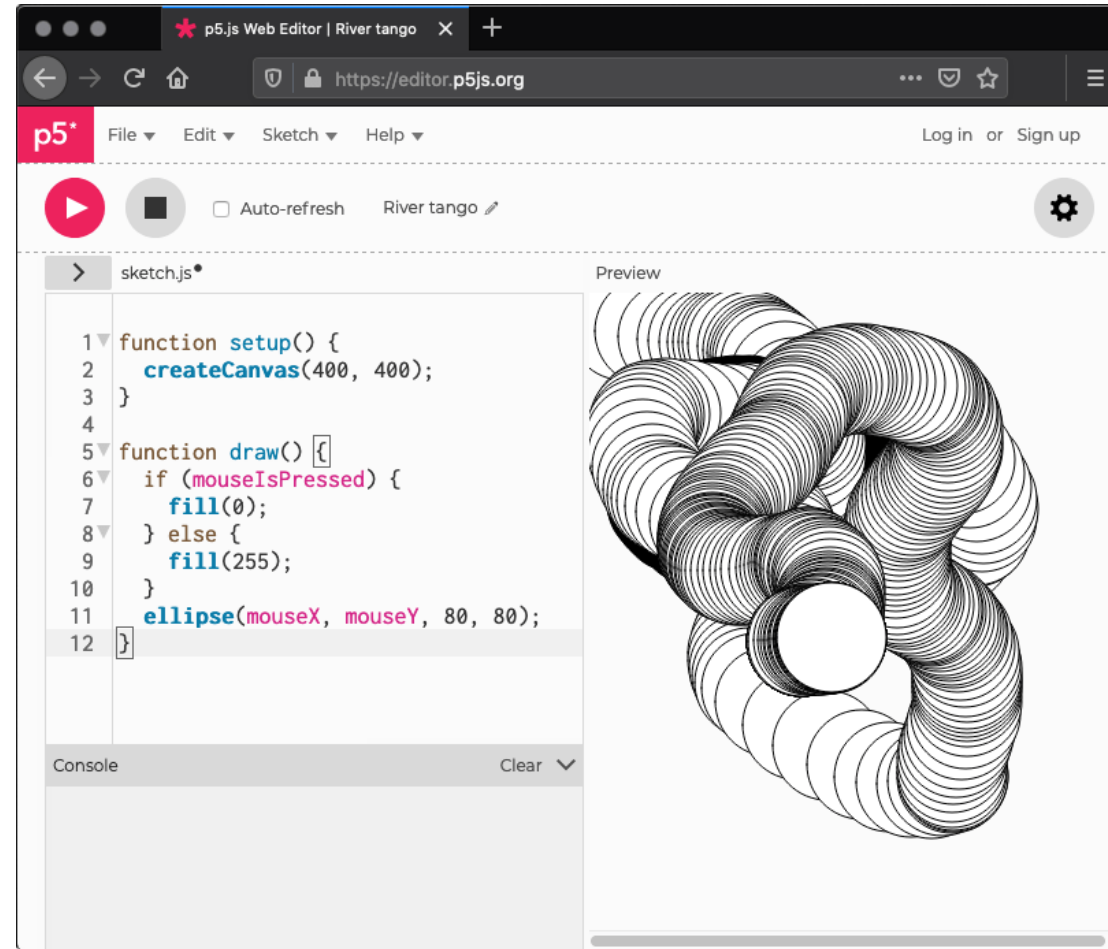 p5.js Web Editor | River tango
https://editor.p5js.org
p5* File Edit Sketch Help Log in or Sign up
Auto-refresh River tango
sketch.js Preview
1 function setup() {
2 createCanvas(400, 400);
3 }
4
5 function draw() {
6 if (mouseIsPressed) {
7 fill(0);
8 } else {
9 fill(255);
10 }
11 ellipse(mouseX, mouseY, 80, 80);
12 }
Console Clear